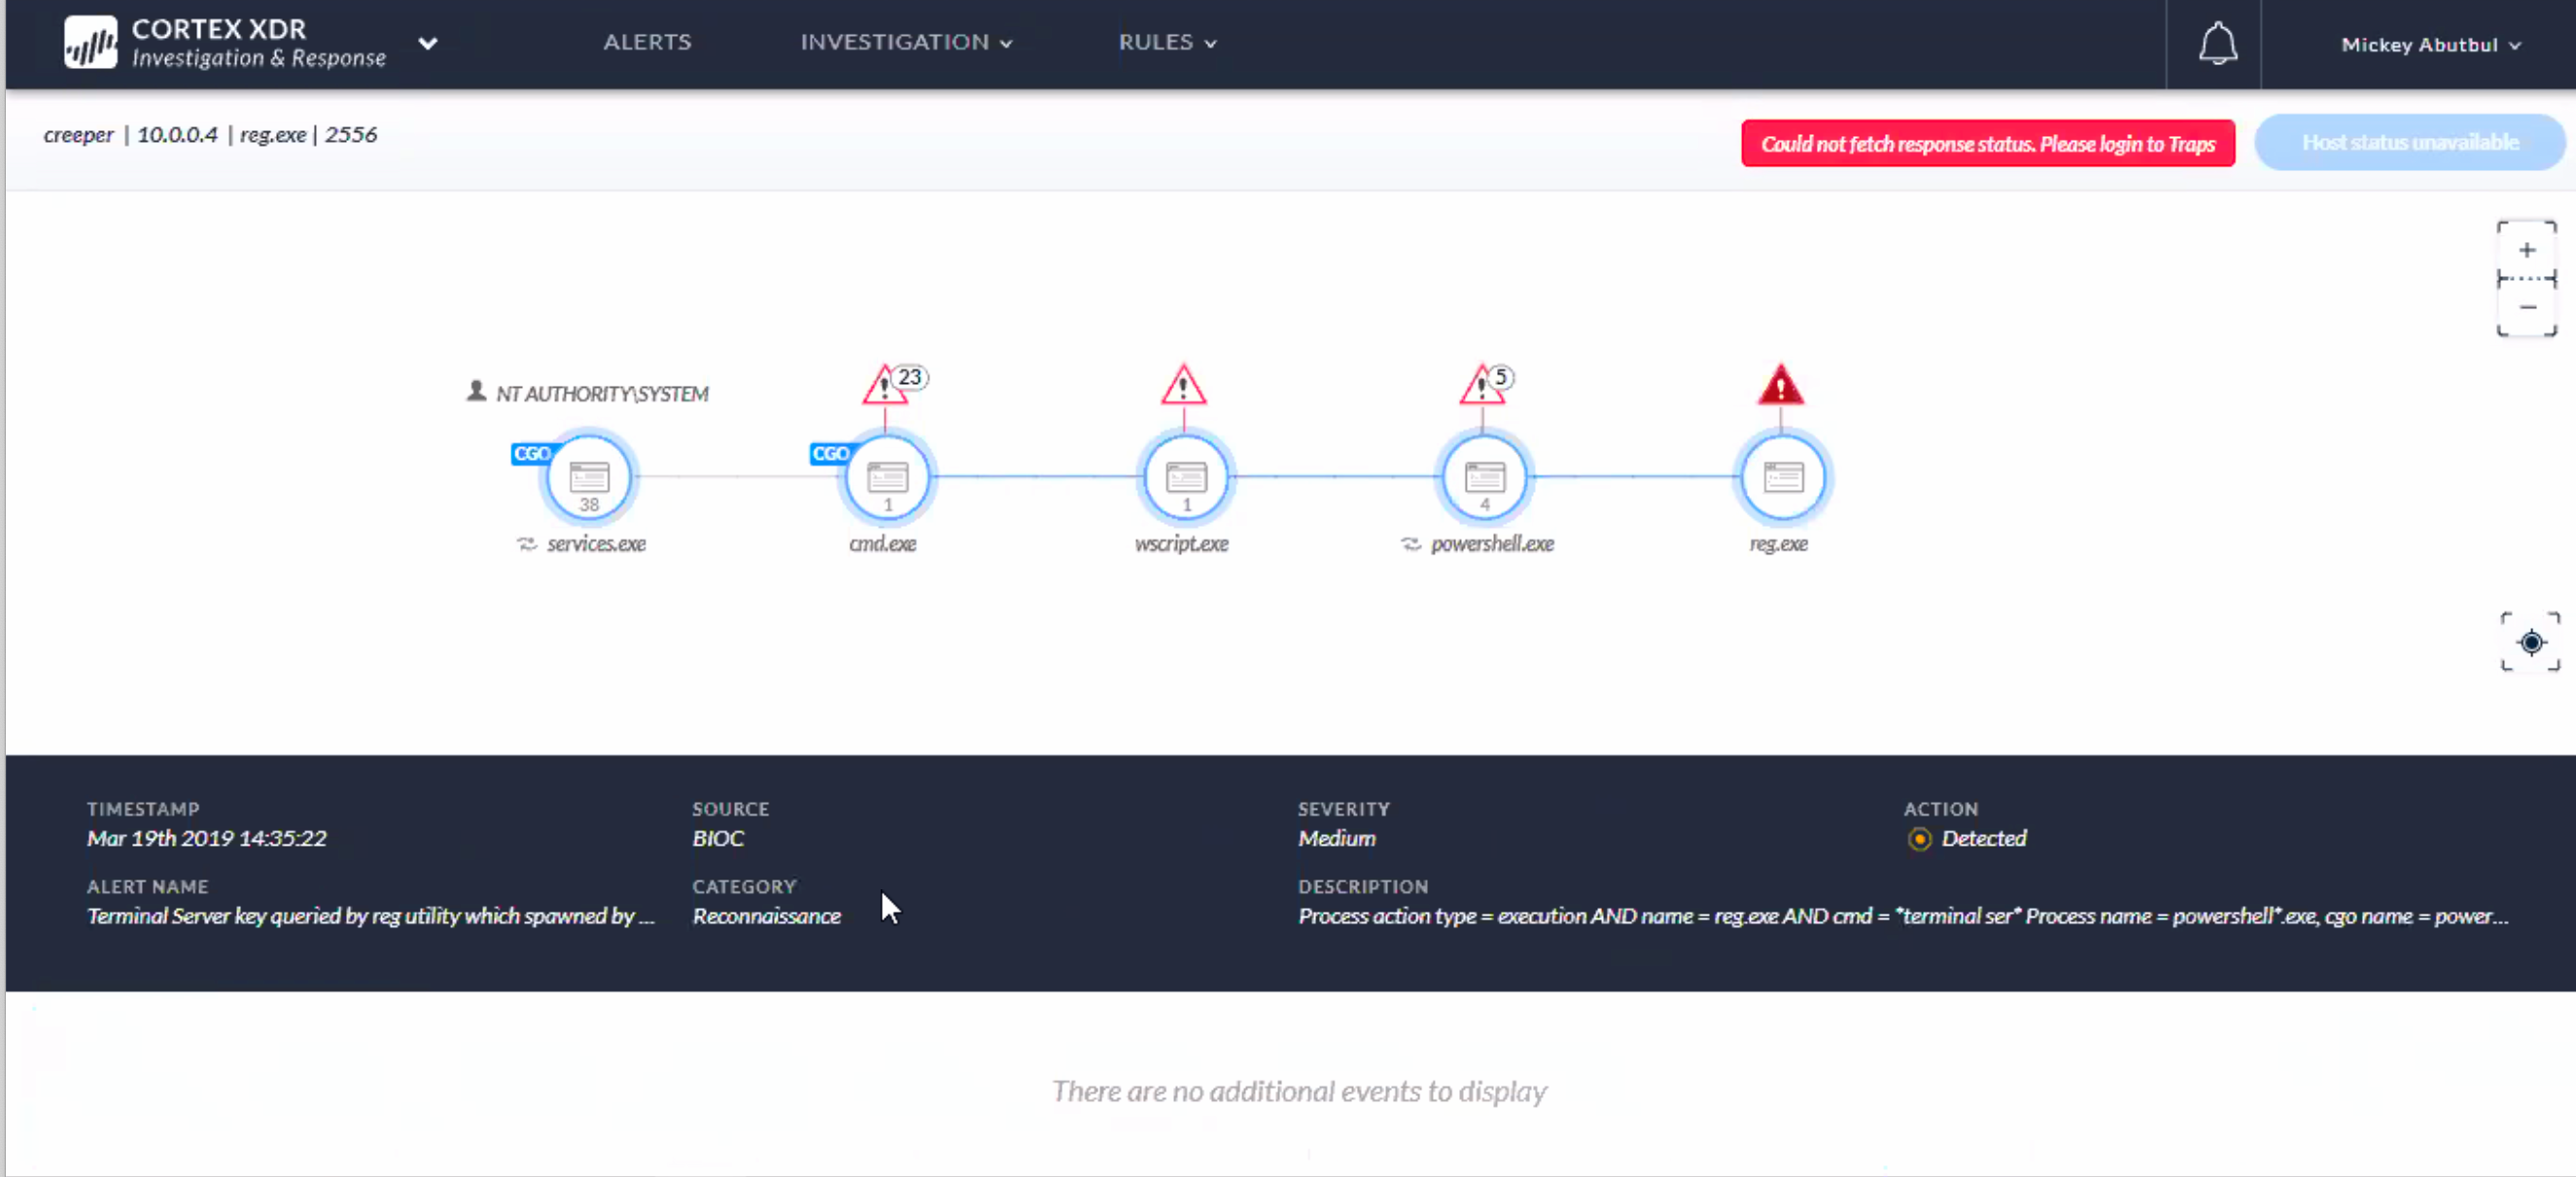 CORTEX XDR
Investigation & Response
ALERTS
INVESTIGATION
RULES
Mickey Abutbul
creeper | 10.0.0.4 | reg.exe | 2556
Could not fetch response status. Please login to Traps
Host status unavailable
+
−
NT AUTHORITY\SYSTEM
23
5
CGO
CGO
38
1
1
4
services.exe
cmd.exe
wscript.exe
powershell.exe
reg.exe
TIMESTAMP
Mar 19th 2019 14:35:22
SOURCE
BIOC
SEVERITY
Medium
ACTION
Detected
ALERT NAME
Terminal Server key queried by reg utility which spawned by ...
CATEGORY
Reconnaissance
DESCRIPTION
Process action type = execution AND name = reg.exe AND cmd = *terminal ser* Process name = powershell*.exe, cgo name = power...
There are no additional events to display